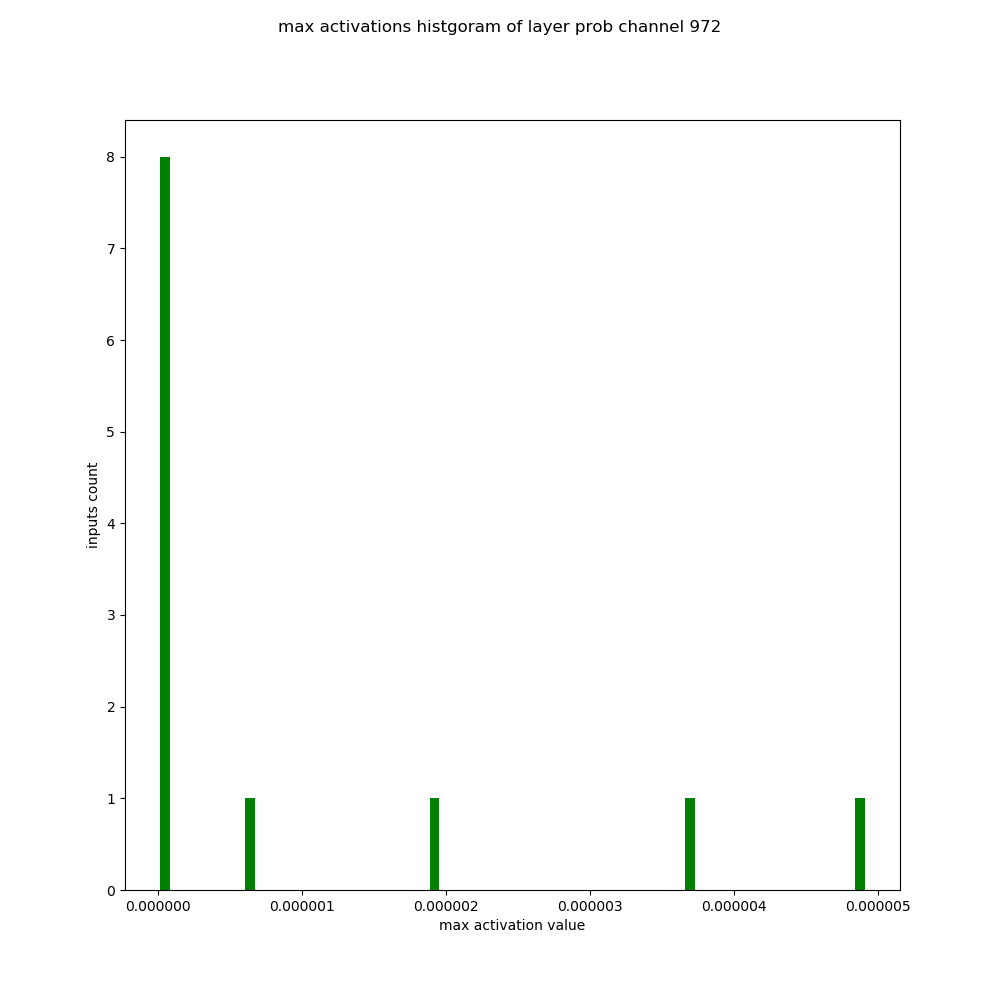 max activations histgoram of layer prob channel 972
8
7
6
5
4
3
2
1
0
inputs count
0.000000 0.000001 0.000002 0.000003 0.000004 0.000005
max activation value